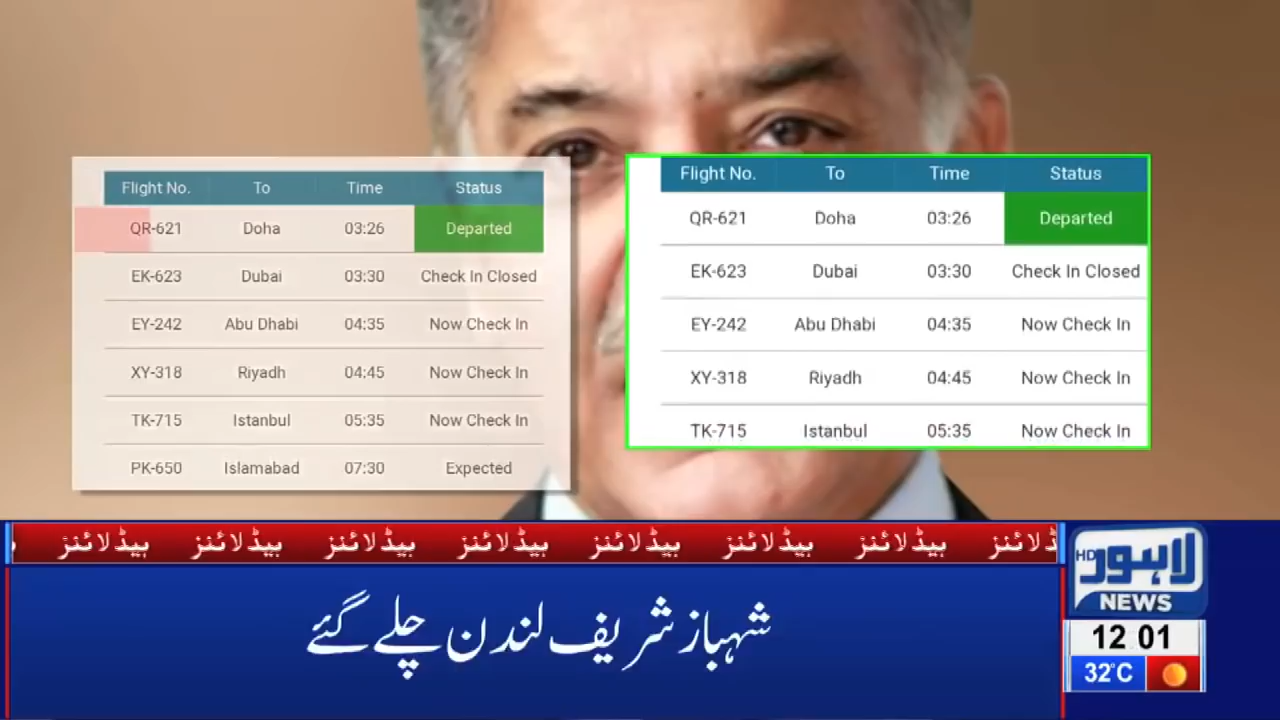 Flight No. To Time Status
QR-621 Doha 03:26 Departed
EK-623 Dubai 03:30 Check In Closed
EY-242 Abu Dhabi 04:35 Now Check In
XY-318 Riyadh 04:45 Now Check In
TK-715 Istanbul 05:35 Now Check In
PK-650 Islamabad 07:30 Expected
Flight No. To Time Status
QR-621 Doha 03:26 Departed
EK-623 Dubai 03:30 Check In Closed
EY-242 Abu Dhabi 04:35 Now Check In
XY-318 Riyadh 04:45 Now Check In
TK-715 Istanbul 05:35 Now Check In
ہیڈلائنز ہیڈلائنز ہیڈلائنز ہیڈلائنز ہیڈلائنز ہیڈلائنز ہیڈلائنز
شہباز شریف لندن چلے گئے
لاہور HD
NEWS
12 01
32°C